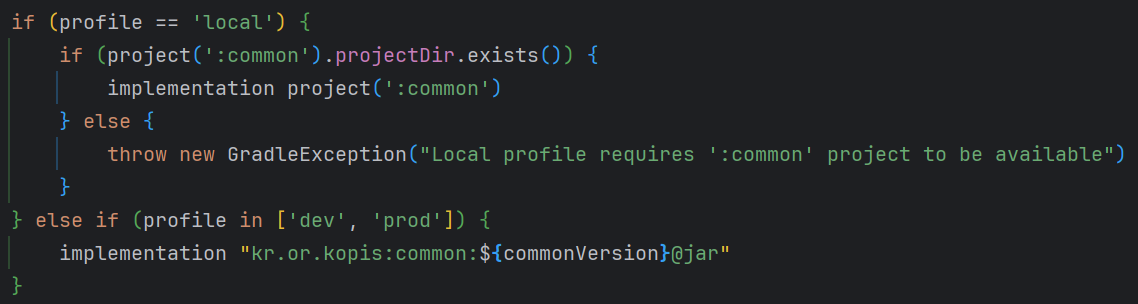 if (profile == 'local') {
    if (project(':common').projectDir.exists()) {
        implementation project(':common')
    } else {
        throw new GradleException("Local profile requires ':common' project to be available")
    }
} else if (profile in ['dev', 'prod']) {
    implementation "kr.or.kopis:common:${commonVersion}@jar"
}